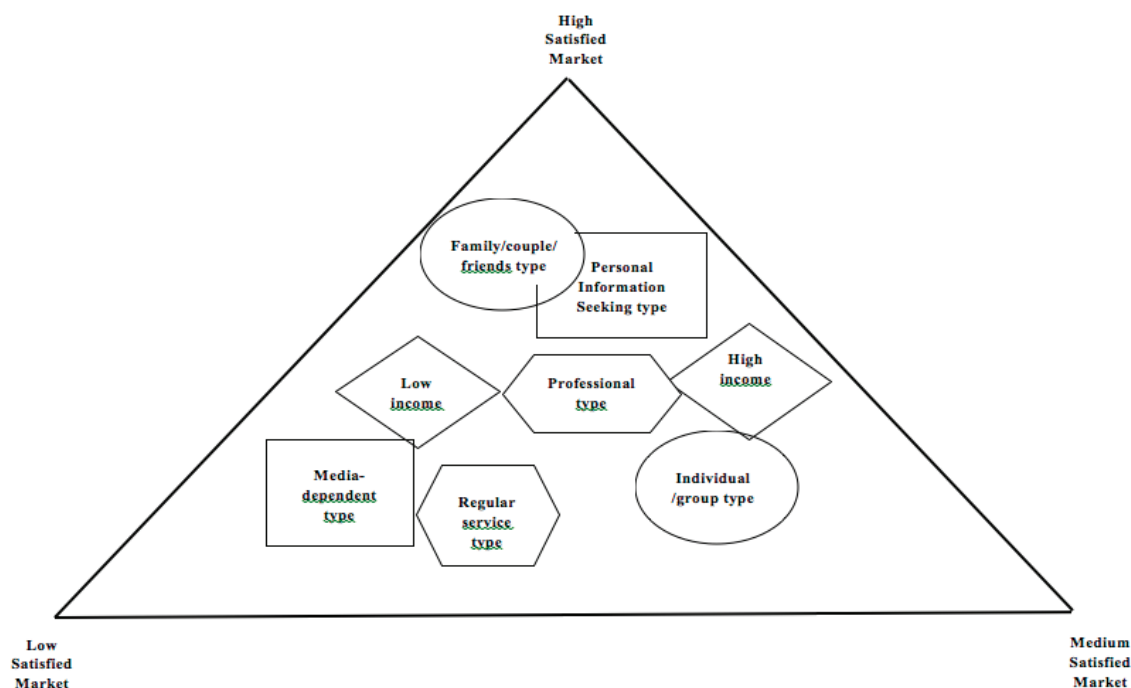 High
Satisfied
Market
Family/couple/
friends type
Personal
Information
Seeking type
Low
income
Professional
type
High
income
Media-
dependent
type
Regular
service
type
Individual
/group type
Low
Satisfied
Market
Medium
Satisfied
Market